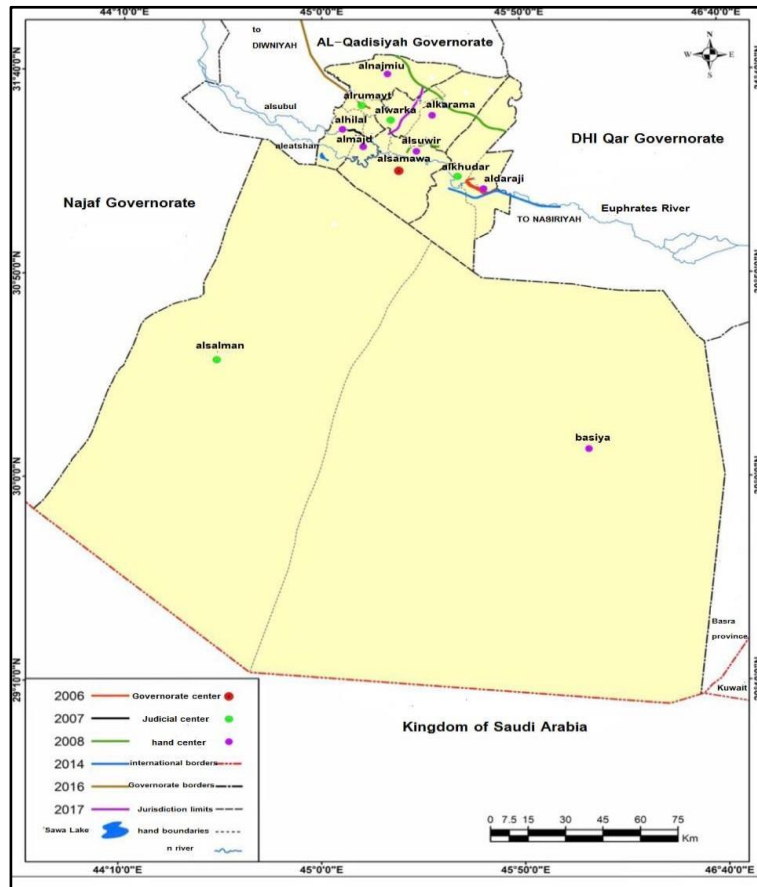 44°10'0"E 45°0'0"E 45°50'0"E 46°40'0"E
to
DIWNIYAH
AL-Qadisiyah Governorate
W E
S
31°40'0"N
alnajmiu
alrumayt
alwarka
alkarama
alsubul
alhilal
almajd
alsuwir
aleatshan
alsamawa
alkhudar
aldaraji
DHI Qar Governorate
Najaf Governorate
Euphrates River
TO NASIRIYAH
30°50'0"N
alsalman
basiya
30°0'0"N
29°10'0"N
Basra
province
Kuwait
Kingdom of Saudi Arabia
2006 Governorate center
2007 Judicial center
2008 hand center
2014 international borders
2016 Governorate borders
2017 Jurisdiction limits
`Sawa Lake hand boundaries
n river
0 7.5 15 30 45 60 75
Km
44°10'0"E 45°0'0"E 45°50'0"E 46°40'0"E